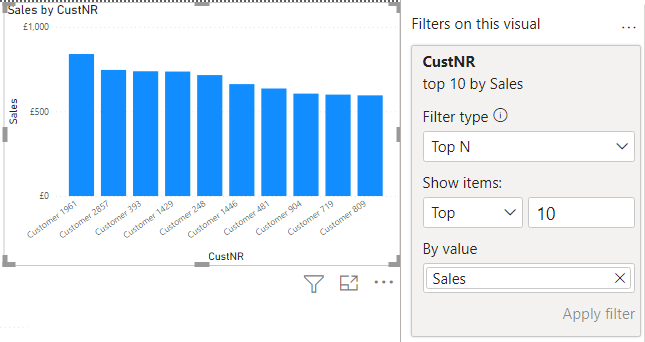 Sales by CustNR
£1,000
£500
£0
Sales
Customer 1961
Customer 2857
Customer 393
Customer 1429
Customer 248
Customer 1446
Customer 481
Customer 904
Customer 719
Customer 809
CustNR
Filters on this visual
CustNR
top 10 by Sales
Filter type
Top N
Show items:
Top 10
By value
Sales
Apply filter